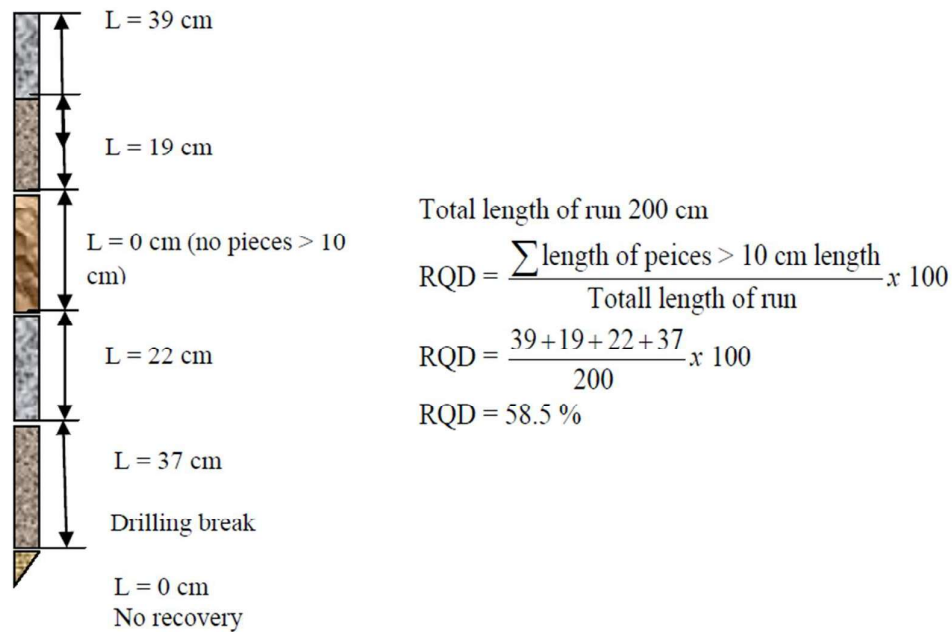 L = 39 cm
L = 19 cm
L = 0 cm (no pieces > 10
cm)
L = 22 cm
L = 37 cm
Drilling break
L = 0 cm
No recovery
Total length of run 200 cm
RQD = ∑ length of peices > 10 cm length / Totall length of run x 100
RQD = 39+19+22+37 / 200 x 100
RQD = 58.5 %